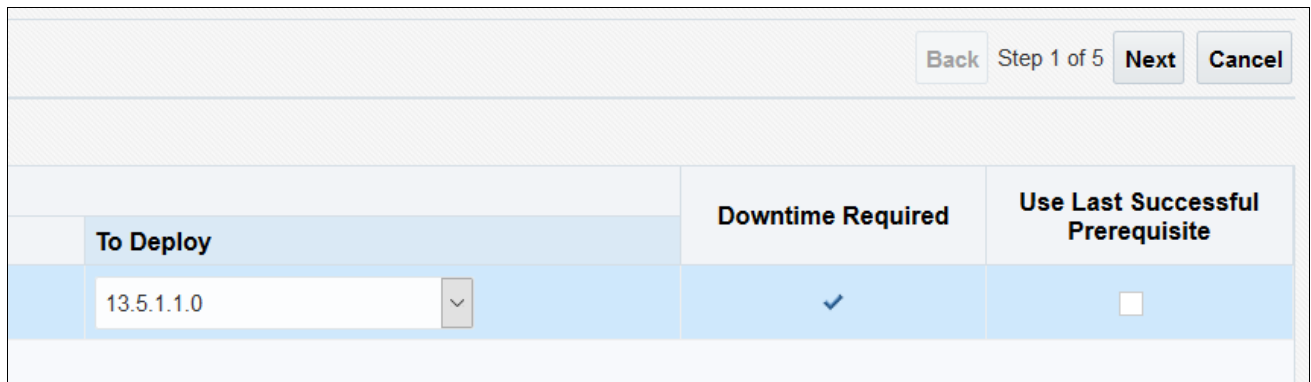 Back Step 1 of 5 Next Cancel
Downtime Required
Use Last Successful
Prerequisite
To Deploy
13.5.1.1.0